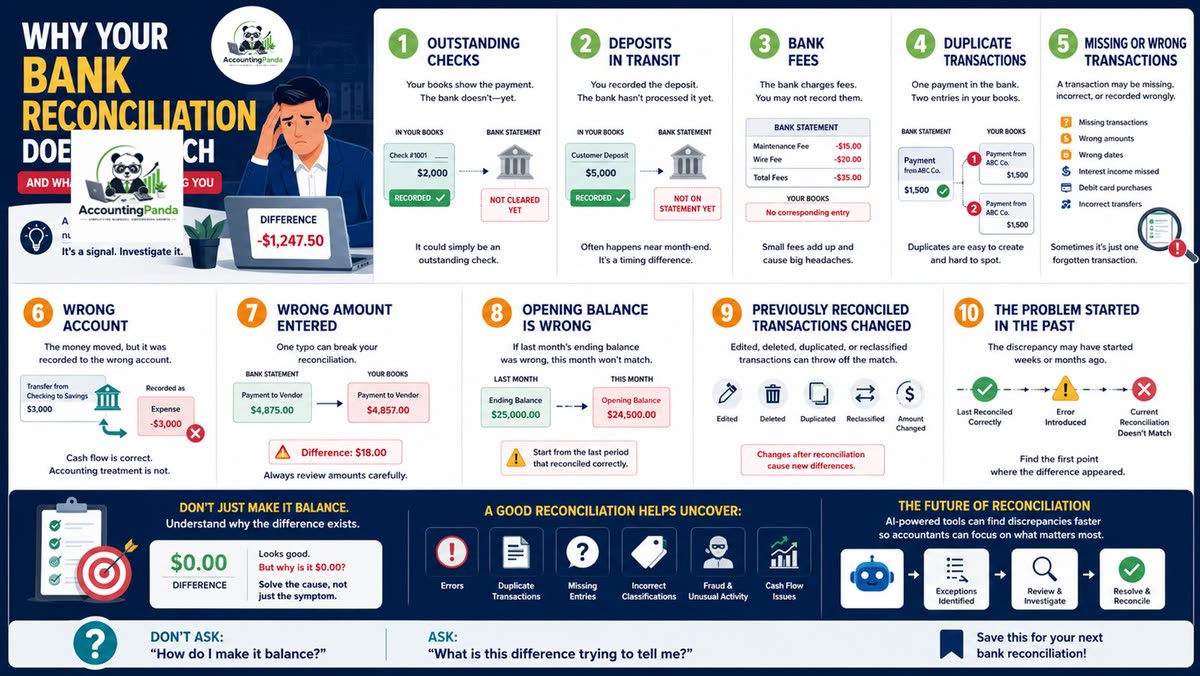 WHY YOUR
BANK
RECONCILIATION
DOE CH
AND WH NG YOU
AccountingPanda
AccountingPanda
SIMPLIFYING NUMBERS, EMPOWERING GROWTH
A
nu
It's a signal. Investigate it.
DIFFERENCE
-$1,247.50
1 OUTSTANDING
CHECKS
Your books show the payment.
The bank doesn't—yet.
IN YOUR BOOKS
BANK STATEMENT
Check #1001
$2,000
RECORDED
NOT CLEARED
YET
It could simply be an
outstanding check.
2 DEPOSITS
IN TRANSIT
You recorded the deposit.
The bank hasn't processed it yet.
IN YOUR BOOKS
BANK STATEMENT
Customer Deposit
$5,000
RECORDED
NOT ON
STATEMENT YET
Often happens near month-end.
It's a timing difference.
3 BANK
FEES
The bank charges fees.
You may not record them.
BANK STATEMENT
Maintenance Fee -$15.00
Wire Fee -$20.00
Total Fees -$35.00
YOUR BOOKS
No corresponding entry
Small fees add up and
cause big headaches.
4 DUPLICATE
TRANSACTIONS
One payment in the bank.
Two entries in your books.
BANK STATEMENT
YOUR BOOKS
Payment
from ABC Co.
$1,500
1
Payment from
ABC Co.
$1,500
2
Payment from
ABC Co.
$1,500
Duplicates are easy to create
and hard to spot.
5 MISSING OR WRONG
TRANSACTIONS
A transaction may be missing,
incorrect, or recorded wrongly.
Missing transactions
Wrong amounts
Wrong dates
Interest income missed
Debit card purchases
Incorrect transfers
Sometimes it's just one
forgotten transaction.
6 WRONG
ACCOUNT
The money moved, but it was
recorded to the wrong account.
Transfer from
Checking to Savings
$3,000
Recorded as
Expense
-$3,000
Cash flow is correct.
Accounting treatment is not.
7 WRONG AMOUNT
ENTERED
One typo can break your
reconciliation.
BANK STATEMENT
YOUR BOOKS
Payment to Vendor
$4,875.00
Payment to Vendor
$4,857.00
Difference: $18.00
Always review amounts carefully.
8 OPENING BALANCE
IS WRONG
If last month's ending balance
was wrong, this month won't match.
LAST MONTH
THIS MONTH
Ending Balance
$25,000.00
Opening Balance
$24,500.00
Start from the last period
that reconciled correctly.
9 PREVIOUSLY RECONCILED
TRANSACTIONS CHANGED
Edited, deleted, duplicated, or reclassified
transactions can throw off the match.
Edited
Deleted
Duplicated
Reclassified
Amount
Changed
Changes after reconciliation
cause new differences.
10 THE PROBLEM STARTED
IN THE PAST
The discrepancy may have started
weeks or months ago.
Last Reconciled
Correctly
Error
Introduced
Current
Reconciliation
Doesn't Match
Find the first point
where the difference appeared.
DON'T JUST MAKE IT BALANCE.
Understand why the difference exists.
$0.00
DIFFERENCE
Looks good.
But why is it $0.00?
Solve the cause, not
just the symptom.
A GOOD RECONCILIATION HELPS UNCOVER:
Errors
Duplicate
Transactions
Missing
Entries
Incorrect
Classifications
Fraud &
Unusual Activity
Cash Flow
Issues
THE FUTURE OF RECONCILIATION
AI-powered tools can find discrepancies faster
so accountants can focus on what matters most.
Exceptions
Identified
Review &
Investigate
Resolve &
Reconcile
DON'T ASK:
"How do I make it balance?"
ASK:
"What is this difference trying to tell me?"
Save this for your next
bank reconciliation!